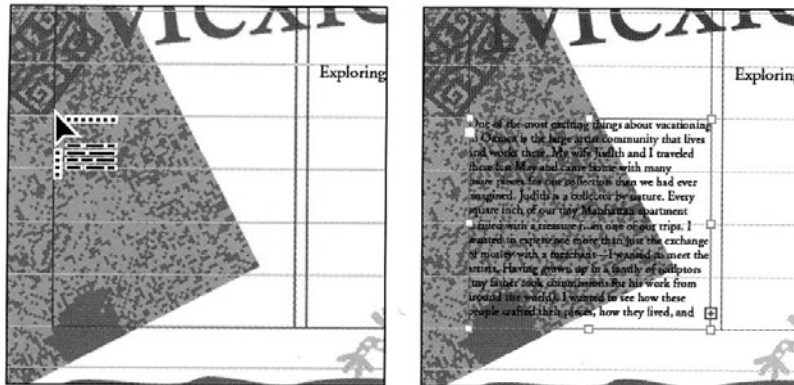 Exploring
Exploring
One of the most exciting things about vacationing
in Oaxaca is the large artist community that lives
and works there. My wife Judith and I traveled
there last May and came home with many
more pieces for our collection than we had ever
imagined. Judith is a collector by nature. Every
square inch of our tiny Manhattan apartment
is filled with a treasure from one of our trips. I
wanted to experience more than just the exchange
of money with a merchant—I wanted to meet the
artists. Having grown up in a family of sculptors
(my father took commissions for his work from
around the world), I wanted to see how these
people crafted their pieces, how they lived, and